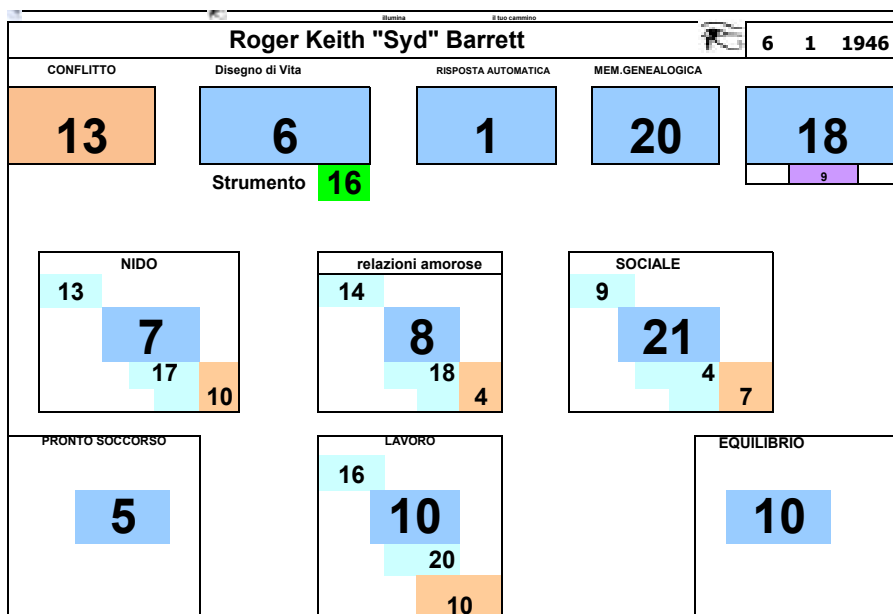 illumina il tuo cammino
Roger Keith "Syd" Barrett 6 1 1946
CONFLITTO Disegno di Vita RISPOSTA AUTOMATICA MEM.GENEALOGICA
13 6 1 20 18
Strumento 16 9
NIDO relazioni amorose SOCIALE
13 14 9
7 8 21
17 18 4
10 4 7
PRONTO SOCCORSO LAVORO EQUILIBRIO
16
5 10 10
20
10